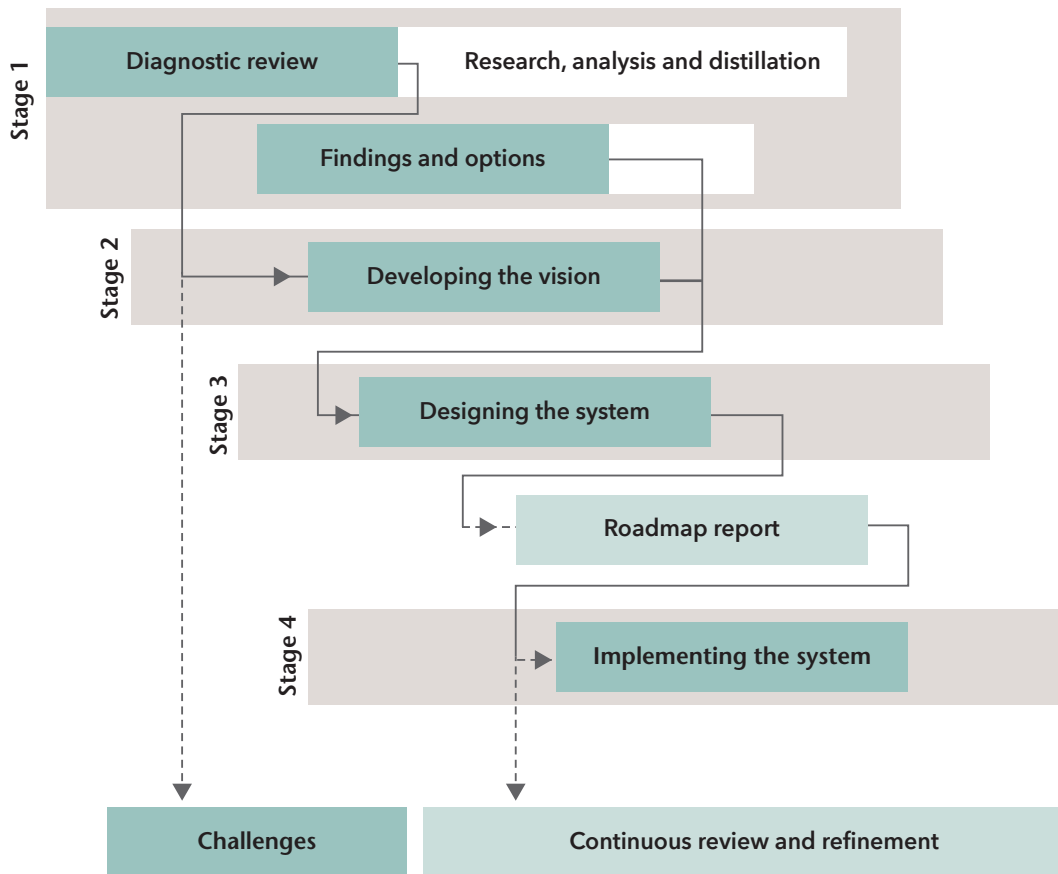 Stage 1
Diagnostic review
Research, analysis and distillation
Findings and options
Stage 2
Developing the vision
Stage 3
Designing the system
Roadmap report
Stage 4
Implementing the system
Challenges
Continuous review and refinement